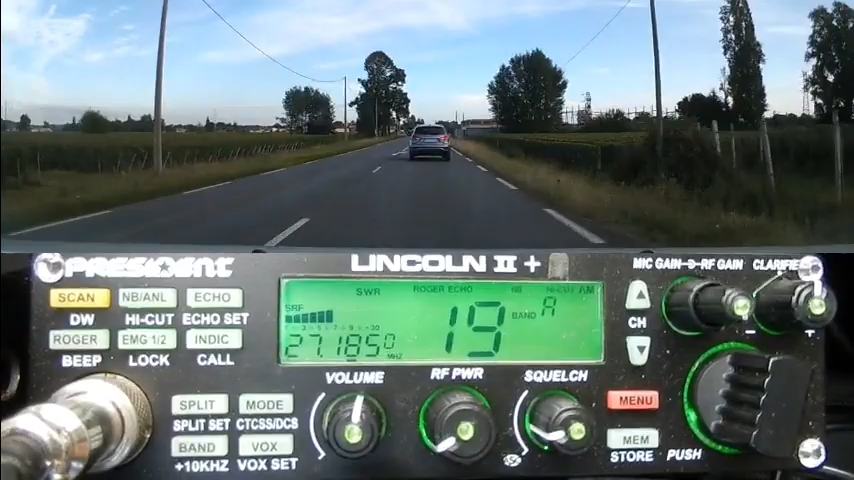 PRESIDENT LINCOLN II +
MIC GAIN RF GAIN CLARIFIER
SCAN NB/ANL ECHO
DW HI-CUT ECHO SET
ROGER EMG 1/2 INDIC
BEEP LOCK CALL
SWR ROGER ECHO NB HI-CUT AM
SRF
27.1850 MHZ
19
BAND A
CH
VOLUME RF PWR SQUELCH
SPLIT MODE
SPLIT SET CTCSS/DCS
BAND VOX
+10KHZ VOX SET
MENU
MEM
STORE PUSH
- +